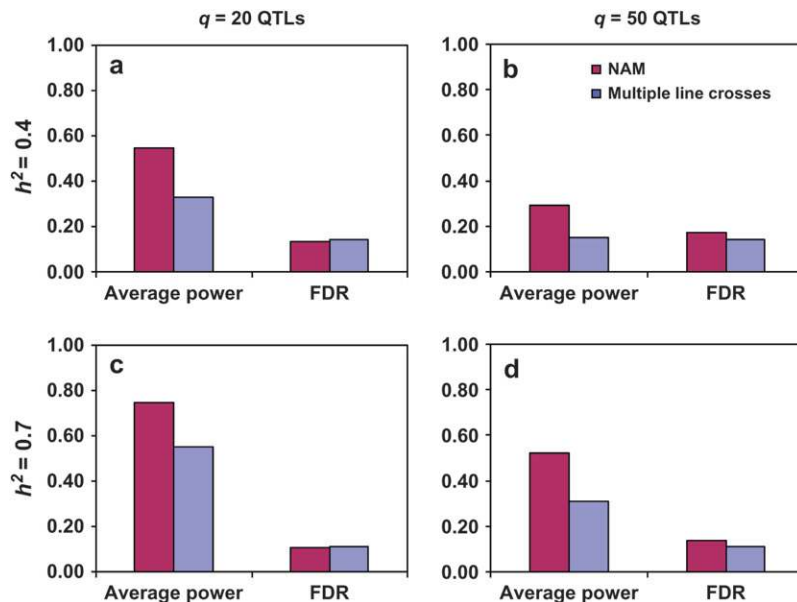 q = 20 QTLs
q = 50 QTLs
h² = 0.4
a
1.00
0.80
0.60
0.40
0.20
0.00
Average power FDR
b
NAM
Multiple line crosses
1.00
0.80
0.60
0.40
0.20
0.00
Average power FDR
h² = 0.7
c
1.00
0.80
0.60
0.40
0.20
0.00
Average power FDR
d
1.00
0.80
0.60
0.40
0.20
0.00
Average power FDR